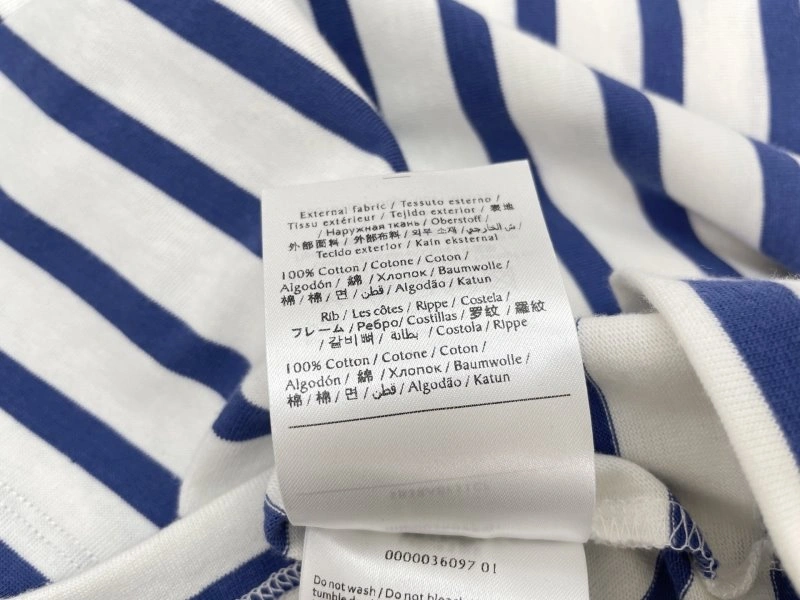 External fabric / Tessuto esterno /
Tissu extérieur / Tejido exterior / 表地
/ Наружная ткань / Oberstoff /
外部面料 / 外部布料 / 외부 소재 /
Tecido exterior / Kain eksternal
100% Cotton / Cotone / Coton /
Algodón / 綿 / Хлопок / Baumwolle /
棉 / 棉 / 면 / قطن / Algodão / Katun
Rib / Les côtes / Rippe / Costela /
フレーム / Ребро / Costillas / 罗纹 / 羅紋
/ 갈비뼈 / بطانة / Costola / Rippe
100% Cotton / Cotone / Coton /
Algodón / 綿 / Хлопок / Baumwolle /
棉 / 棉 / 면 / قطن / Algodão / Katun
0000036097 01
Do not wash / Do not
tumble